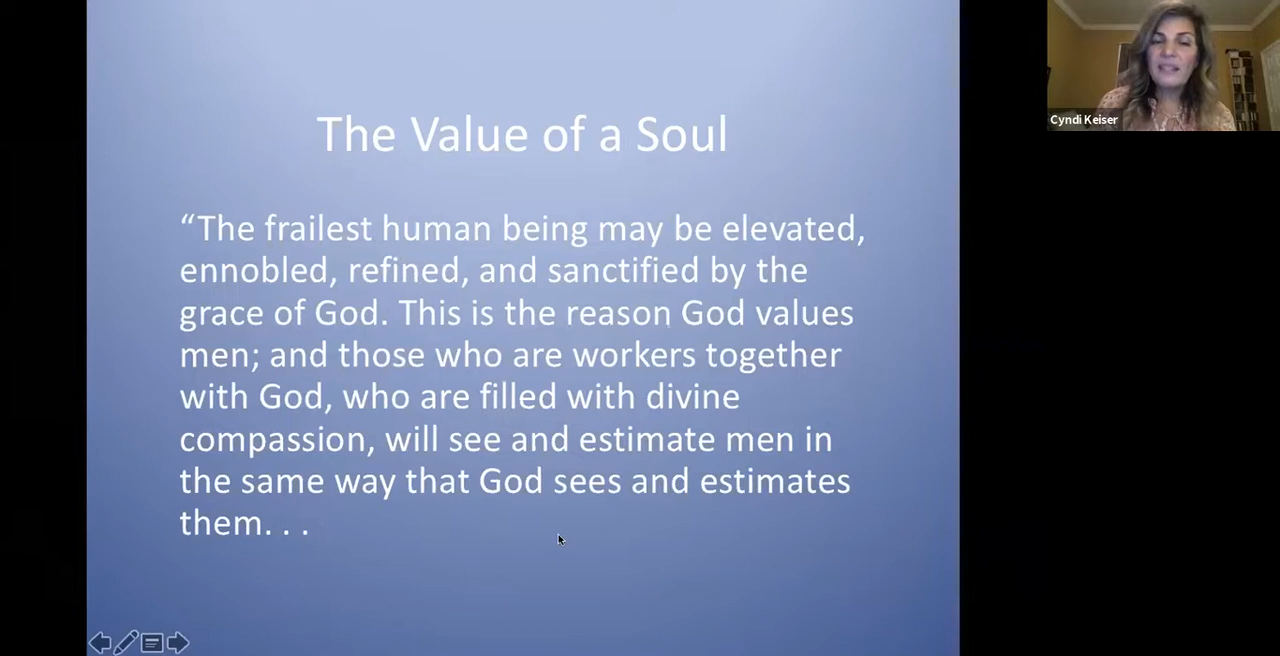 The Value of a Soul
“The frailest human being may be elevated,
ennobled, refined, and sanctified by the
grace of God. This is the reason God values
men; and those who are workers together
with God, who are filled with divine
compassion, will see and estimate men in
the same way that God sees and estimates
them. . .
Cyndi Keiser